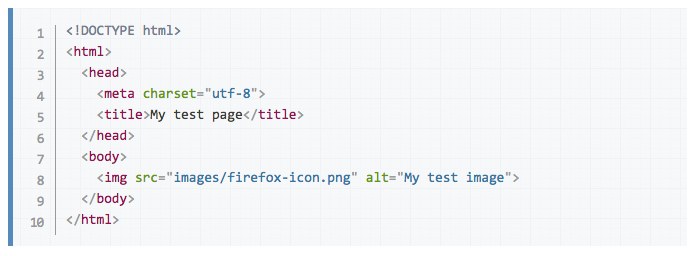 1 <!DOCTYPE html>
2 <html>
3   <head>
4     <meta charset="utf-8">
5     <title>My test page</title>
6   </head>
7   <body>
8     <img src="images/firefox-icon.png" alt="My test image">
9   </body>
10 </html>